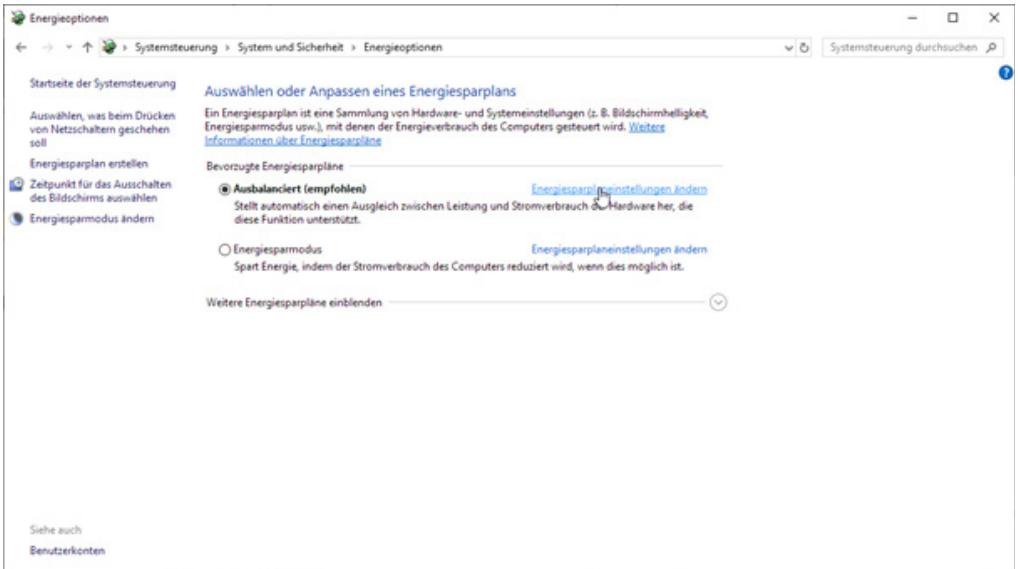 Energieoptionen
Systemsteuerung › System und Sicherheit › Energieoptionen
Systemsteuerung durchsuchen
Startseite der Systemsteuerung
Auswählen, was beim Drücken
von Netzschaltern geschehen
soll
Energiesparplan erstellen
Zeitpunkt für das Ausschalten
des Bildschirms auswählen
Energiesparmodus ändern
Auswählen oder Anpassen eines Energiesparplans
Ein Energiesparplan ist eine Sammlung von Hardware- und Systemeinstellungen (z. B. Bildschirmhelligkeit,
Energiesparmodus usw.), mit denen der Energieverbrauch des Computers gesteuert wird. Weitere
Informationen über Energiesparpläne
Bevorzugte Energiesparpläne
Ausbalanciert (empfohlen) Energiesparplaneinstellungen ändern
Stellt automatisch einen Ausgleich zwischen Leistung und Stromverbrauch der Hardware her, die
diese Funktion unterstützt.
Energiesparmodus Energiesparplaneinstellungen ändern
Spart Energie, indem der Stromverbrauch des Computers reduziert wird, wenn dies möglich ist.
Weitere Energiesparpläne einblenden
Siehe auch
Benutzerkonten